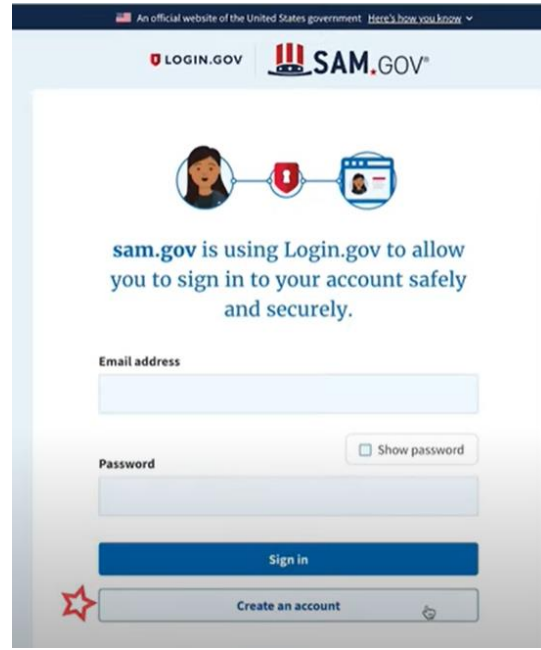 An official website of the United States government Here's how you know
LOGIN.GOV SAM.GOV®
sam.gov is using Login.gov to allow
you to sign in to your account safely
and securely.
Email address
Show password
Password
Sign in
Create an account